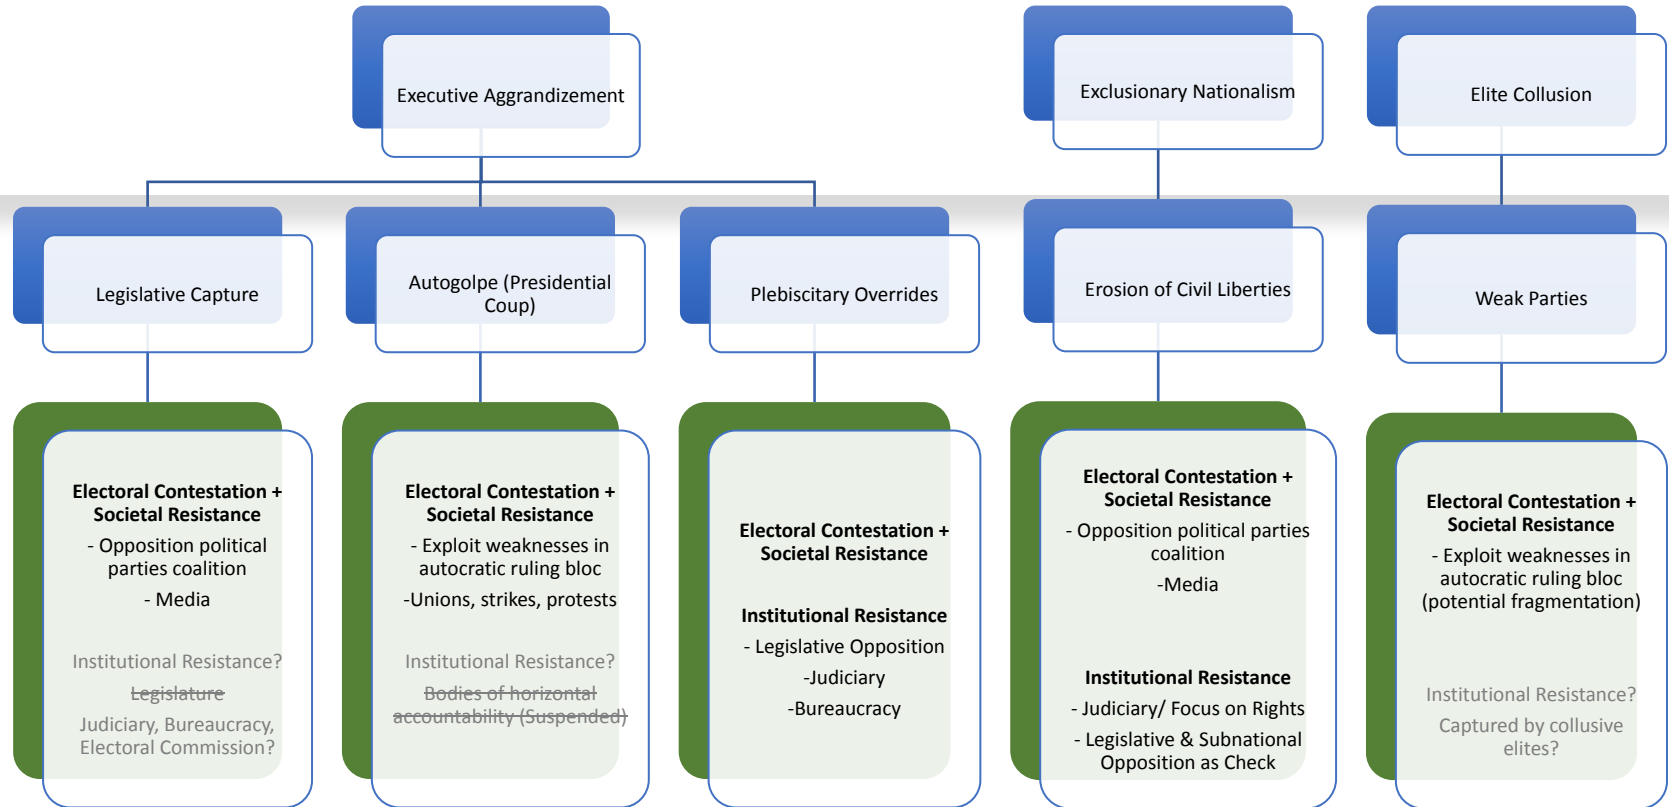 Executive Aggrandizement
Exclusionary Nationalism
Elite Collusion
Legislative Capture
Autogolpe (Presidential
Coup)
Plebiscitary Overrides
Erosion of Civil Liberties
Weak Parties
Electoral Contestation +
Societal Resistance
- Opposition political
parties coalition
- Media
Institutional Resistance?
Legislature
Judiciary, Bureaucracy,
Electoral Commission?
Electoral Contestation +
Societal Resistance
- Exploit weaknesses in
autocratic ruling bloc
-Unions, strikes, protests
Institutional Resistance?
Bodies of horizontal
accountability (Suspended)
Electoral Contestation +
Societal Resistance
Institutional Resistance
- Legislative Opposition
-Judiciary
-Bureaucracy
Electoral Contestation +
Societal Resistance
- Opposition political parties
coalition
-Media
Institutional Resistance
- Judiciary/ Focus on Rights
- Legislative & Subnational
Opposition as Check
Electoral Contestation +
Societal Resistance
- Exploit weaknesses in
autocratic ruling bloc
(potential fragmentation)
Institutional Resistance?
Captured by collusive
elites?